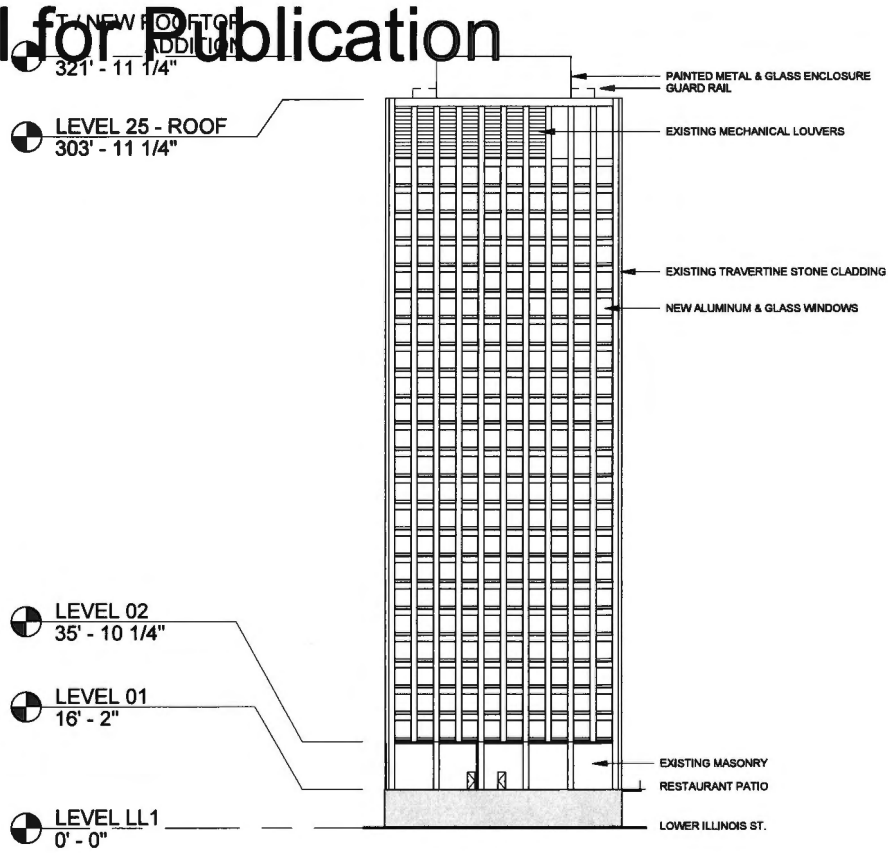 l for Publication
T / NEW ROOFTOP
ADDITION
321' - 11 1/4"
LEVEL 25 - ROOF
303' - 11 1/4"
LEVEL 02
35' - 10 1/4"
LEVEL 01
16' - 2"
LEVEL LL1
0' - 0"
PAINTED METAL & GLASS ENCLOSURE
GUARD RAIL
EXISTING MECHANICAL LOUVERS
EXISTING TRAVERTINE STONE CLADDING
NEW ALUMINUM & GLASS WINDOWS
EXISTING MASONRY
RESTAURANT PATIO
LOWER ILLINOIS ST.